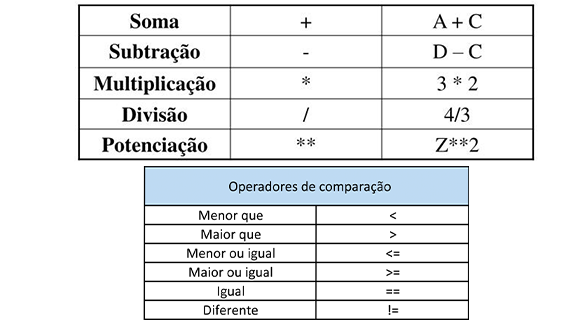 Soma + A + C
Subtração - D – C
Multiplicação * 3 * 2
Divisão / 4/3
Potenciação ** Z**2
Operadores de comparação
Menor que <
Maior que >
Menor ou igual <=
Maior ou igual >=
Igual ==
Diferente !=